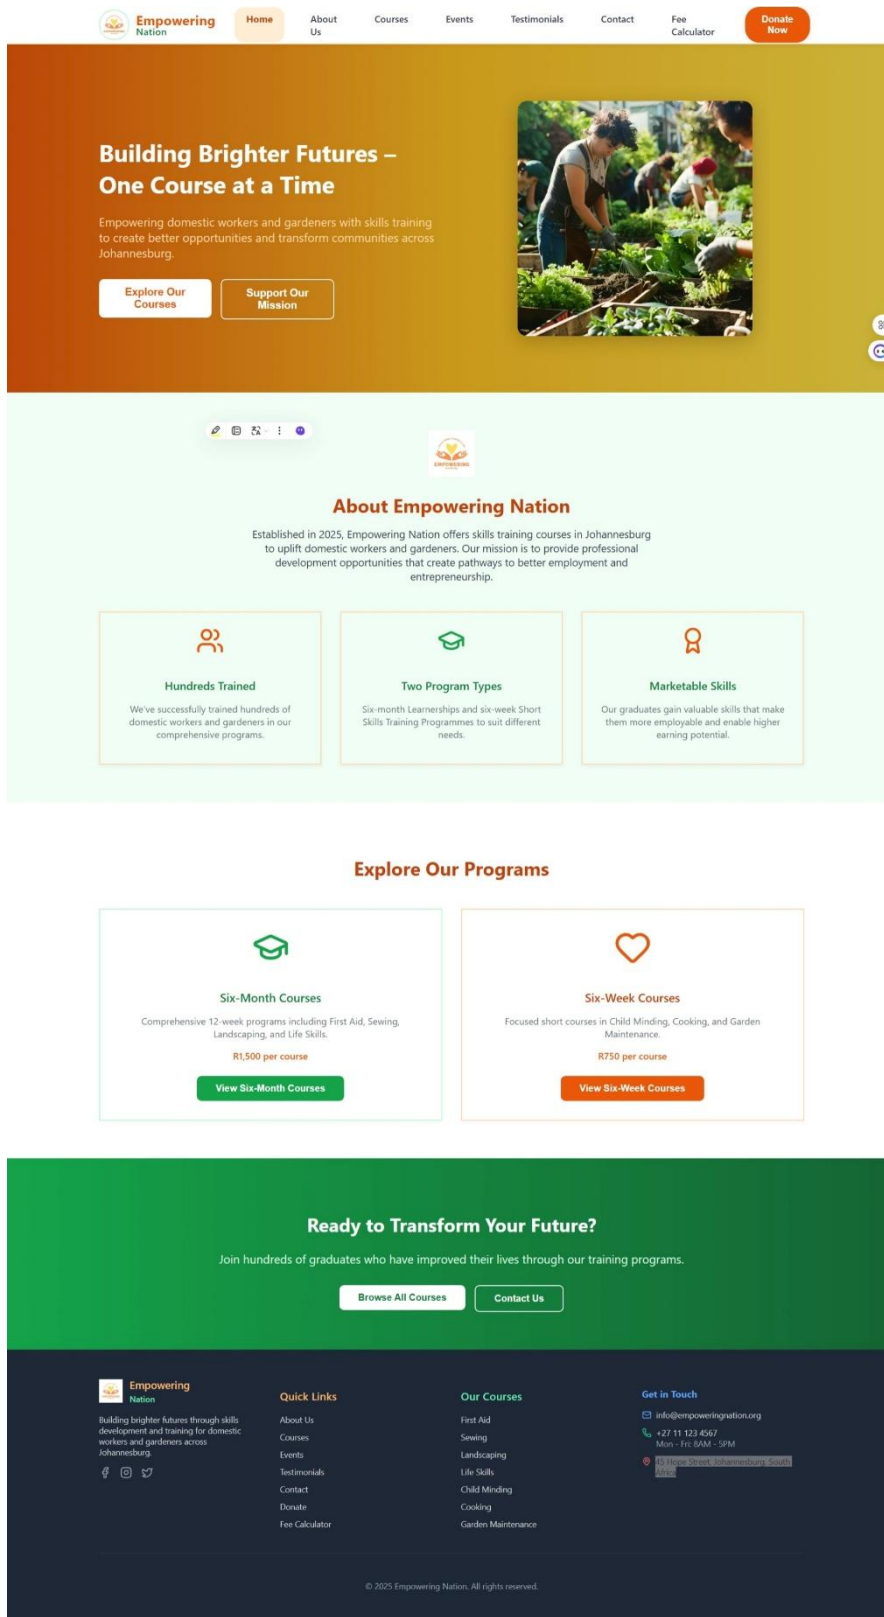 Empowering
Nation
Home
About
Us
Courses
Events
Testimonials
Contact
Fee
Calculator
Donate
Now
Building Brighter Futures –
One Course at a Time
Empowering domestic workers and gardeners with skills training
to create better opportunities and transform communities across
Johannesburg.
Explore Our
Courses
Support Our
Mission
EMPOWERING
About Empowering Nation
Established in 2025, Empowering Nation offers skills training courses in Johannesburg
to uplift domestic workers and gardeners. Our mission is to provide professional
development opportunities that create pathways to better employment and
entrepreneurship.
Hundreds Trained
We've successfully trained hundreds of
domestic workers and gardeners in our
comprehensive programs.
Two Program Types
Six-month Learnerships and six-week Short
Skills Training Programmes to suit different
needs.
Marketable Skills
Our graduates gain valuable skills that make
them more employable and enable higher
earning potential.
Explore Our Programs
Six-Month Courses
Comprehensive 12-week programs including First Aid, Sewing,
Landscaping, and Life Skills.
R1,500 per course
View Six-Month Courses
Six-Week Courses
Focused short courses in Child Minding, Cooking, and Garden
Maintenance.
R750 per course
View Six-Week Courses
Ready to Transform Your Future?
Join hundreds of graduates who have improved their lives through our training programs.
Browse All Courses
Contact Us
Empowering
Nation
Building brighter futures through skills
development and training for domestic
workers and gardeners across
Johannesburg.
Quick Links
About Us
Courses
Events
Testimonials
Contact
Donate
Fee Calculator
Our Courses
First Aid
Sewing
Landscaping
Life Skills
Child Minding
Cooking
Garden Maintenance
Get in Touch
info@empoweringnation.org
+27 11 123 4567
Mon - Fri: 8AM - 5PM
45 Hope Street, Johannesburg, South
Africa
© 2025 Empowering Nation. All rights reserved.